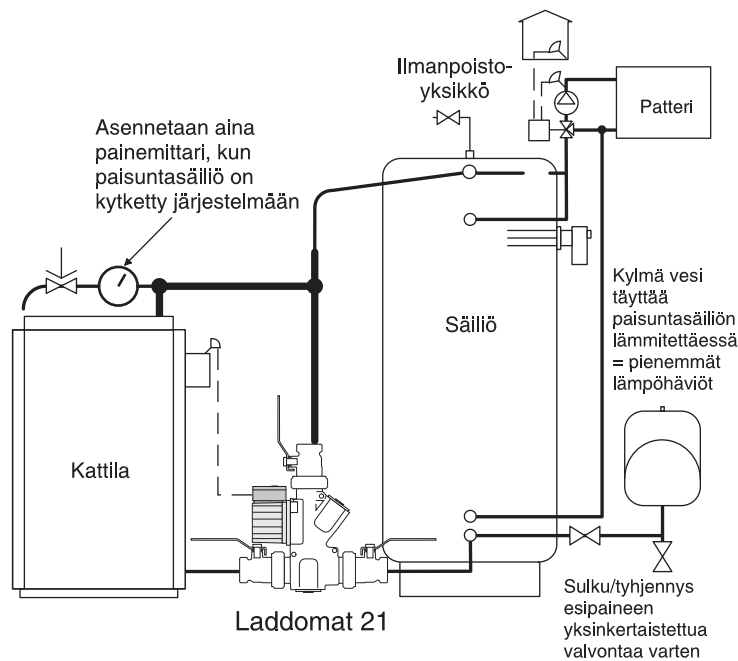 Ilmanpoisto-
yksikkö
Patteri
Asennetaan aina
painemittari, kun
paisuntasäiliö on
kytketty järjestelmään
Kylmä vesi
täyttää
paisuntasäiliön
lämmitettäessä
= pienemmät
lämpöhäviöt
Säiliö
Kattila
Laddomat 21
Sulku/tyhjennys
esipaineen
yksinkertaistettua
valvontaa varten